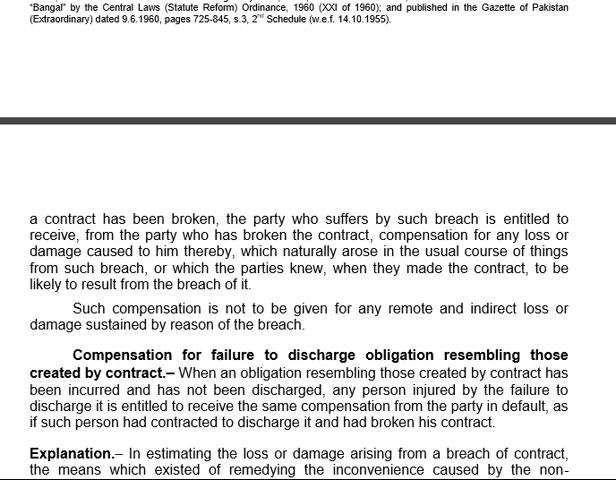 "Bangal" by the Central Laws (Statute Reform) Ordinance, 1960 (XXI of 1960); and published in the Gazette of Pakistan
(Extraordinary) dated 9.6.1960, pages 725-845, s.3, 2nd Schedule (w.e.f. 14.10.1955).
a contract has been broken, the party who suffers by such breach is entitled to
receive, from the party who has broken the contract, compensation for any loss or
damage caused to him thereby, which naturally arose in the usual course of things
from such breach, or which the parties knew, when they made the contract, to be
likely to result from the breach of it.
Such compensation is not to be given for any remote and indirect loss or
damage sustained by reason of the breach.
Compensation for failure to discharge obligation resembling those
created by contract.– When an obligation resembling those created by contract has
been incurred and has not been discharged, any person injured by the failure to
discharge it is entitled to receive the same compensation from the party in default, as
if such person had contracted to discharge it and had broken his contract.
Explanation.– In estimating the loss or damage arising from a breach of contract,
the means which existed of remedying the inconvenience caused by the non-